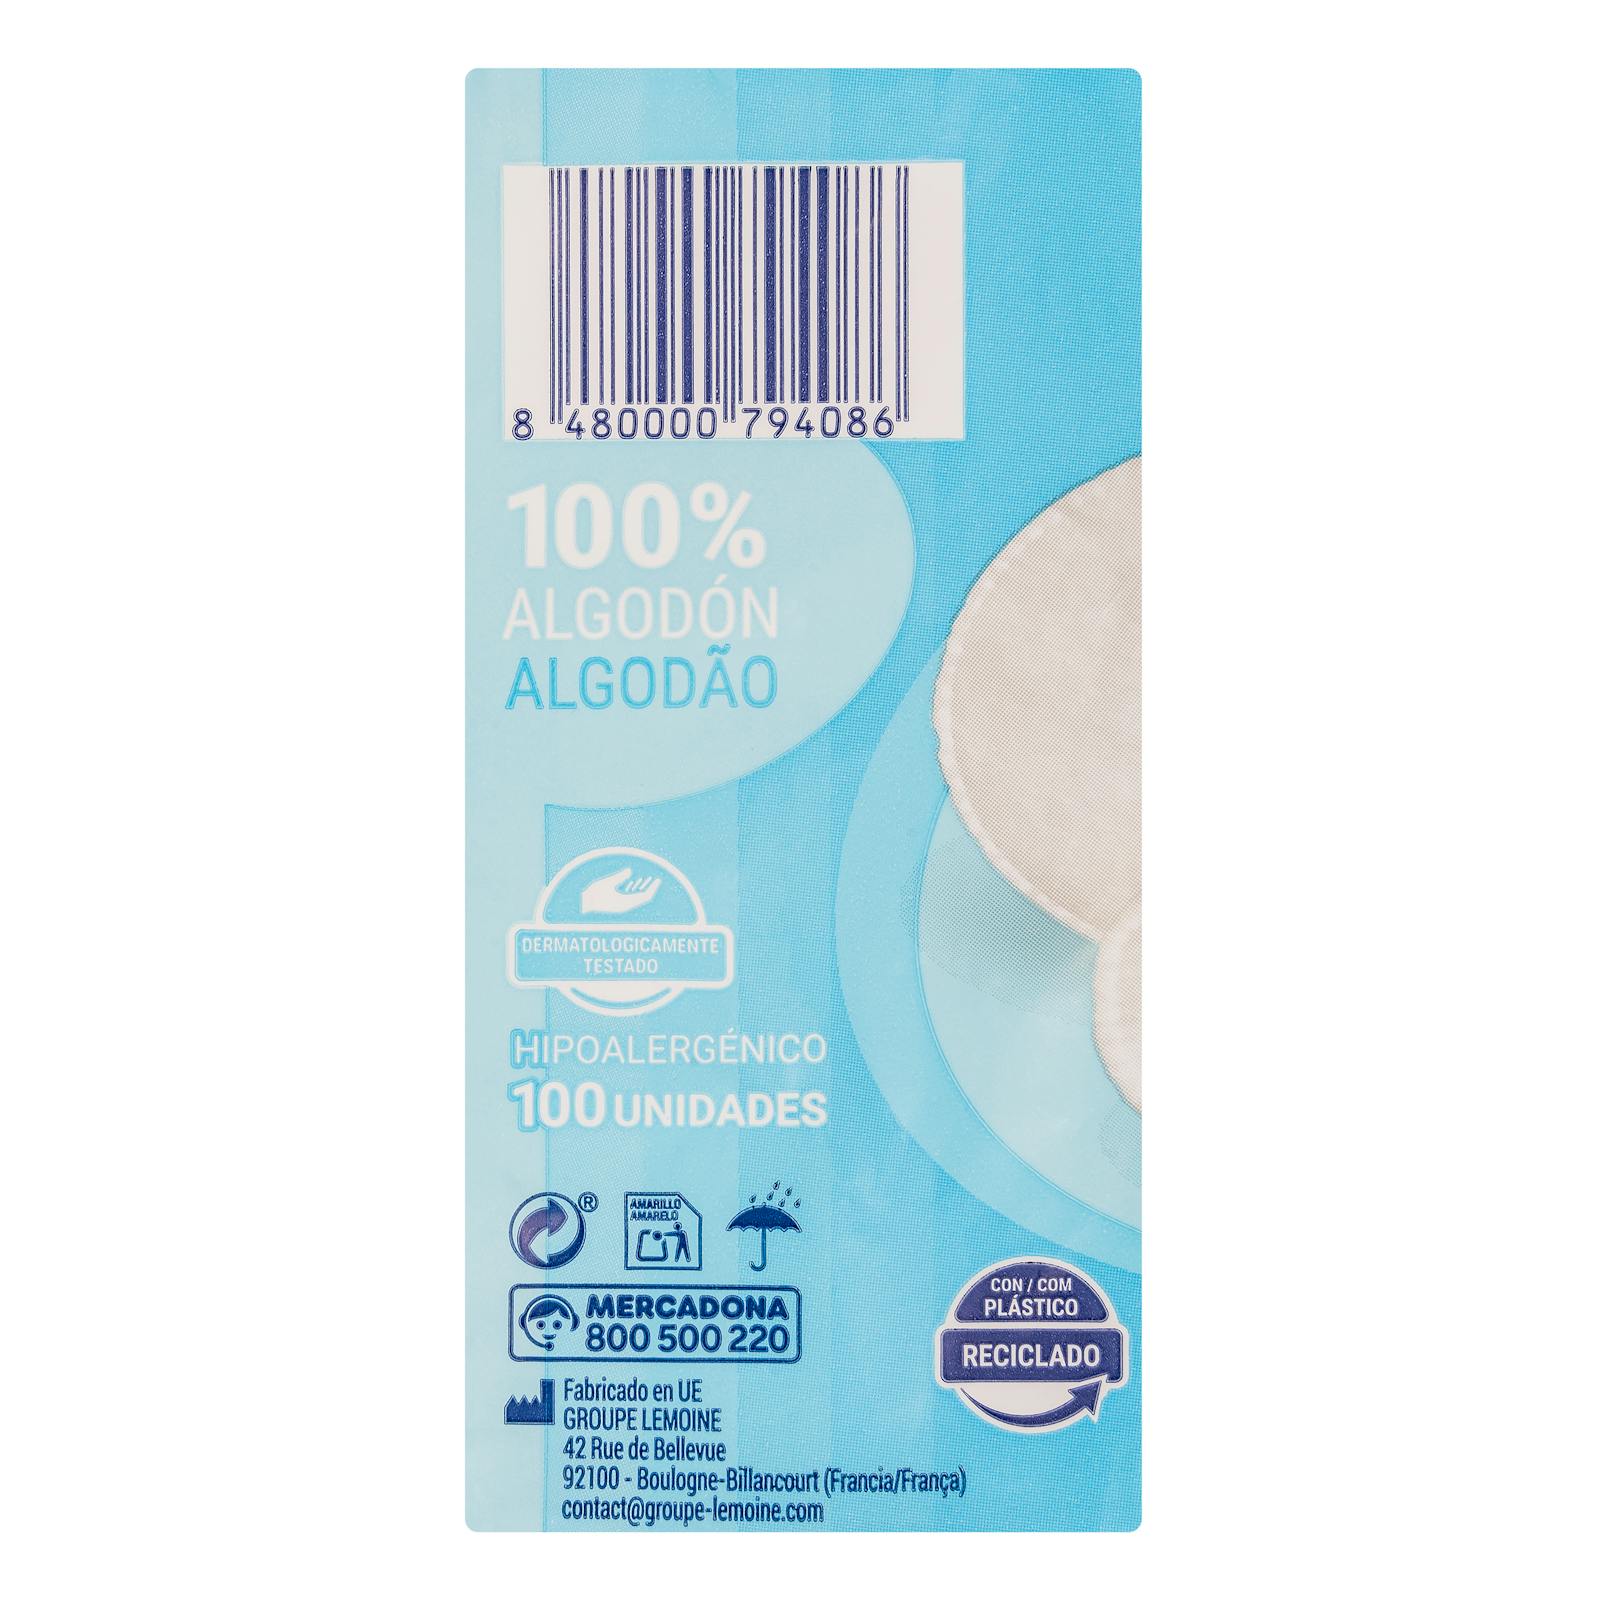 8 480000 794086
100%
ALGODÓN
ALGODÃO
DERMATOLOGICAMENTE
TESTADO
HIPOALERGÉNICO
100 UNIDADES
®
AMARILLO
AMARELO
MERCADONA
800 500 220
CON / COM
PLÁSTICO
RECICLADO
Fabricado en UE
GROUPE LEMOINE
42 Rue de Bellevue
92100 - Boulogne-Billancourt (Francia/França)
contact@groupe-lemoine.com